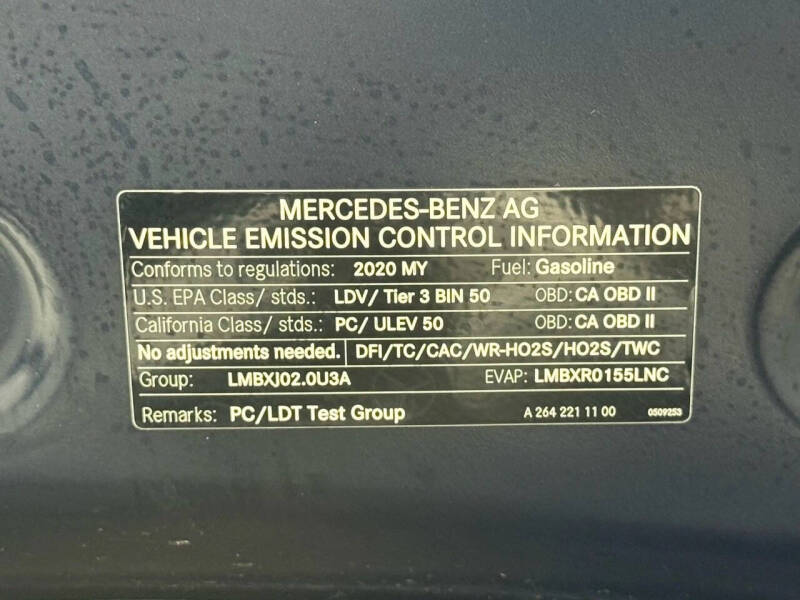 MERCEDES-BENZ AG
VEHICLE EMISSION CONTROL INFORMATION
Conforms to regulations: 2020 MY Fuel: Gasoline
U.S. EPA Class/ stds.: LDV/ Tier 3 BIN 50 OBD: CA OBD II
California Class/ stds.: PC/ ULEV 50 OBD: CA OBD II
No adjustments needed. DFI/TC/CAC/WR-HO2S/HO2S/TWC
Group: LMBXJ02.0U3A EVAP: LMBXR0155LNC
Remarks: PC/LDT Test Group A 264 221 11 00 0509253